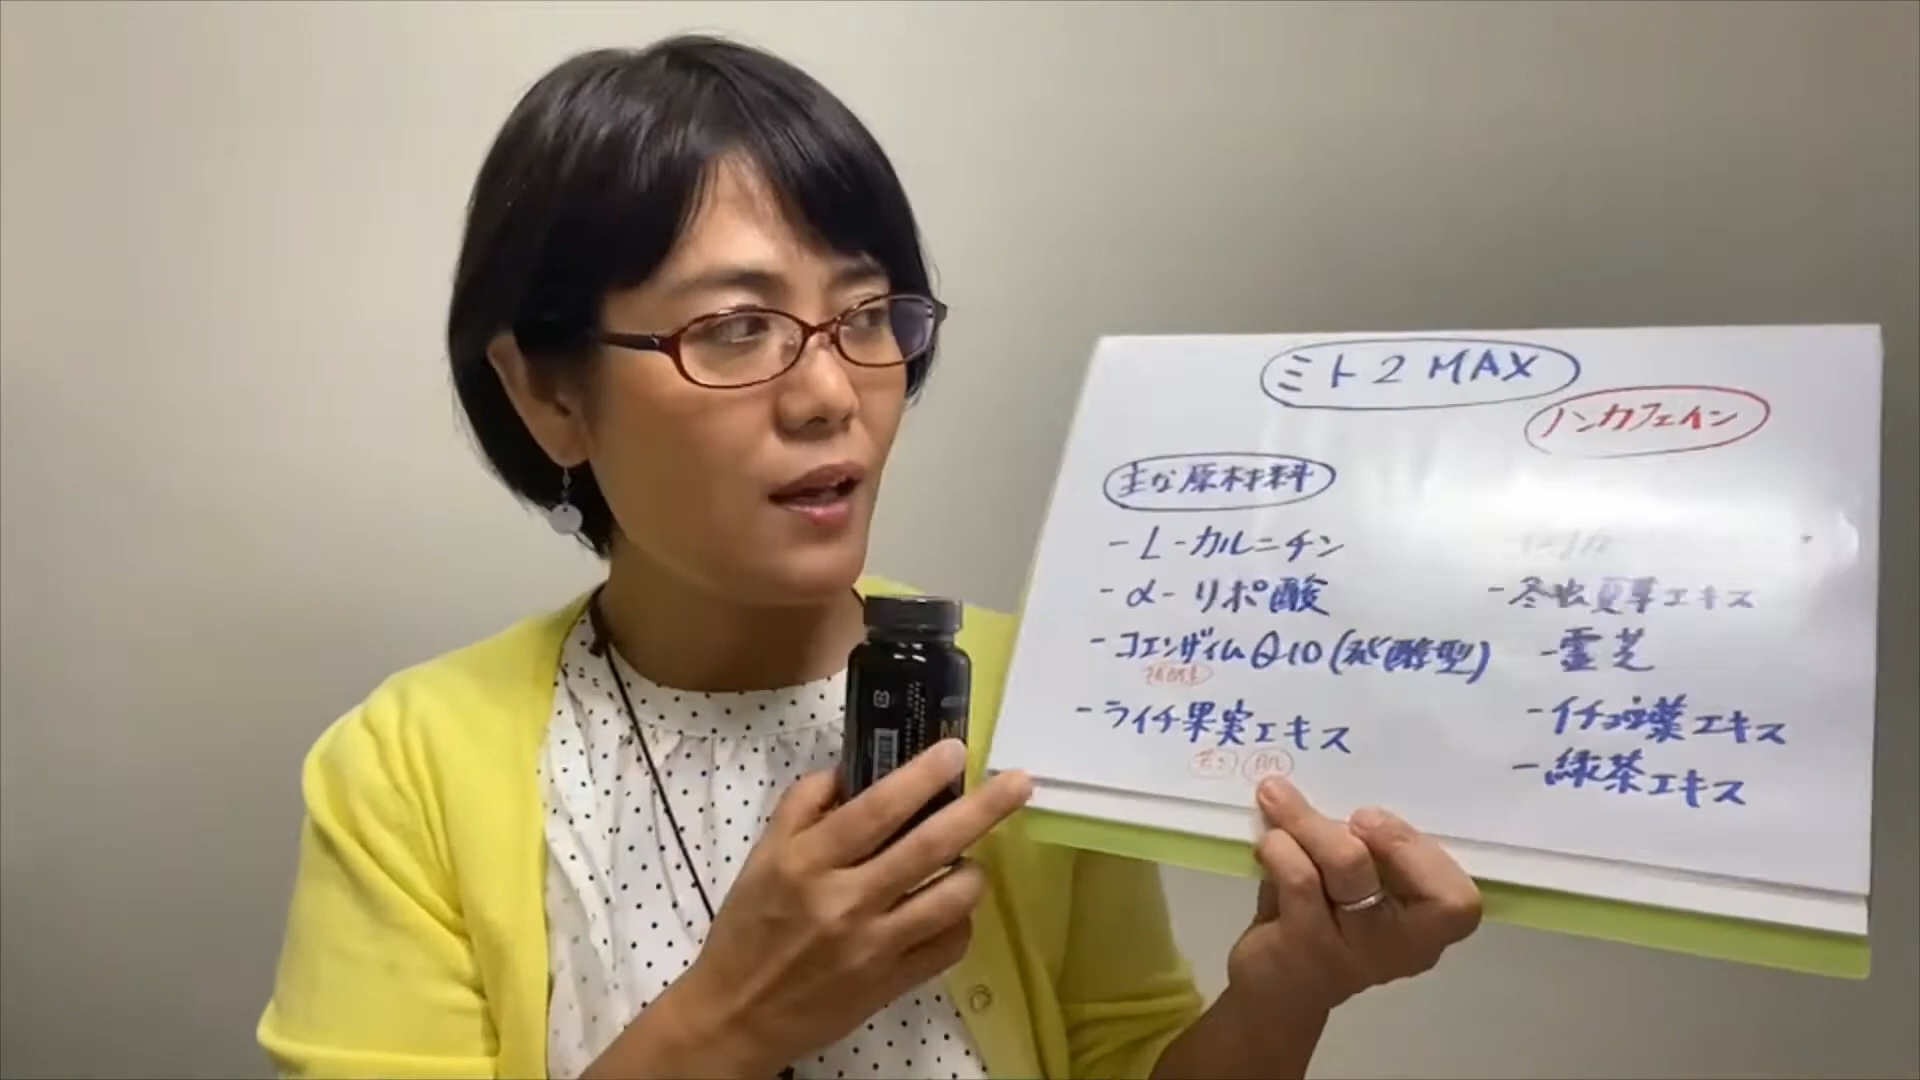 ミト2 MAX
ノンカフェイン
主な原材料
- L-カルニチン
- α-リポ酸
- コエンザイムQ10(還元型)
- ライチ果実エキス
肌
- 冬虫夏草エキス
- 霊芝
- イチョウ葉エキス
- 緑茶エキス